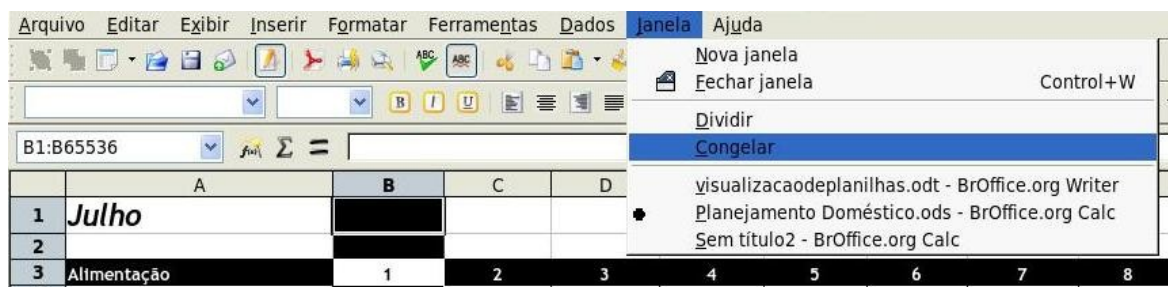 Arquivo Editar Exibir Inserir Formatar Ferramentas Dados Janela Ajuda
Nova janela
Fechar janela Control+W
Dividir
Congelar
visualizacaodeplanilhas.odt - BrOffice.org Writer
Planejamento Doméstico.ods - BrOffice.org Calc
Sem título2 - BrOffice.org Calc
ABC ABC
B I U
B1:B65536 f(x) Σ =
A B C D
1 Julho
2
3 Alimentação 1 2 3 4 5 6 7 8